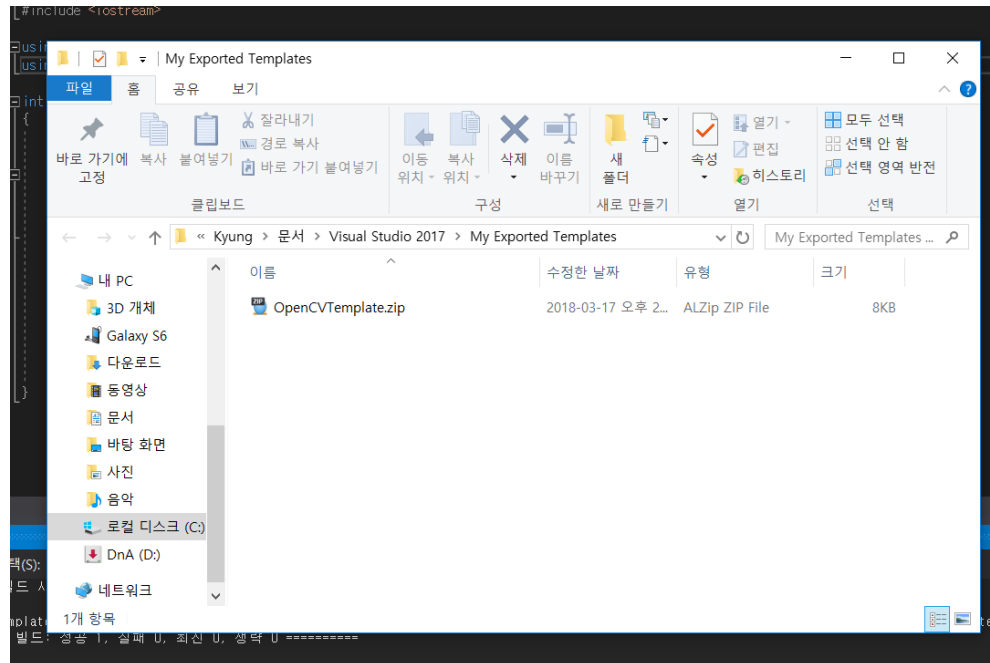 #include <iostream>
usi
usi
int
{
}
My Exported Templates
파일 홈 공유 보기
바로 가기에 고정
복사
붙여넣기
잘라내기
경로 복사
바로 가기 붙여넣기
클립보드
이동 위치
복사 위치
삭제
이름 바꾸기
구성
새 폴더
새로 만들기
속성
열기
편집
히스토리
열기
모두 선택
선택 안 함
선택 영역 반전
선택
« Kyung > 문서 > Visual Studio 2017 > My Exported Templates
My Exported Templates ...
이름 수정한 날짜 유형 크기
OpenCVTemplate.zip 2018-03-17 오후 2... ALZip ZIP File 8KB
내 PC
3D 개체
Galaxy S6
다운로드
동영상
문서
바탕 화면
사진
음악
로컬 디스크 (C:)
DnA (D:)
네트워크
1개 항목
택(S):
빌드: 성공 1, 실패 0, 최신 0, 생략 0 ==========